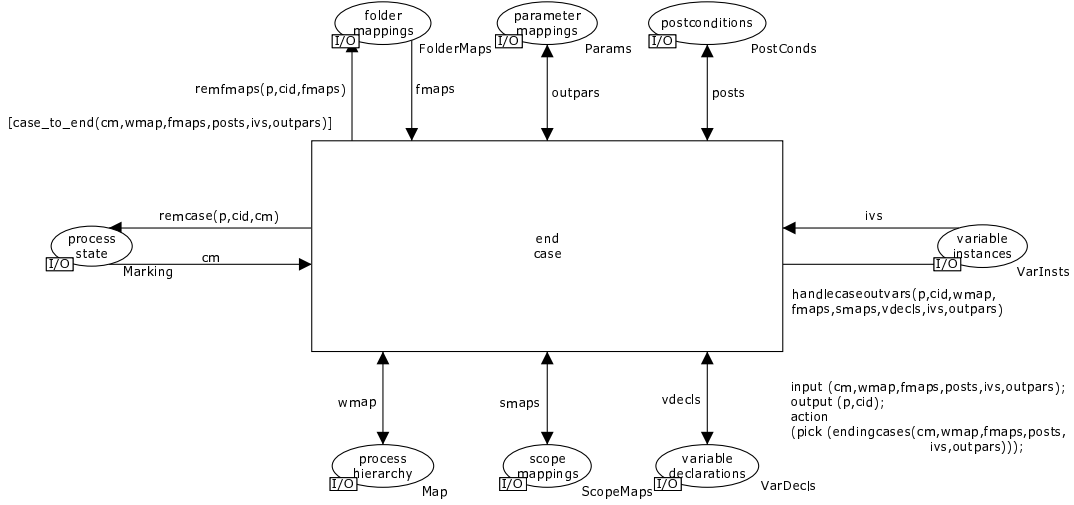 folder
mappings
I/O
FolderMaps
parameter
mappings
I/O
Params
postconditions
I/O
PostConds
remfmaps(p,cid,fmaps)
fmaps
outpars
posts
[case_to_end(cm,wmap,fmaps,posts,ivs,outpars)]
remcase(p,cid,cm)
process
state
I/O
Marking
cm
end
case
ivs
variable
instances
I/O
VarInsts
handlecaseoutvars(p,cid,wmap,
fmaps,smaps,vdecls,ivs,outpars)
wmap
smaps
vdecls
input (cm,wmap,fmaps,posts,ivs,outpars);
output (p,cid);
action
(pick (endingcases(cm,wmap,fmaps,posts,
ivs,outpars)));
process
hierarchy
I/O
Map
scope
mappings
I/O
ScopeMaps
variable
declarations
I/O
VarDecls